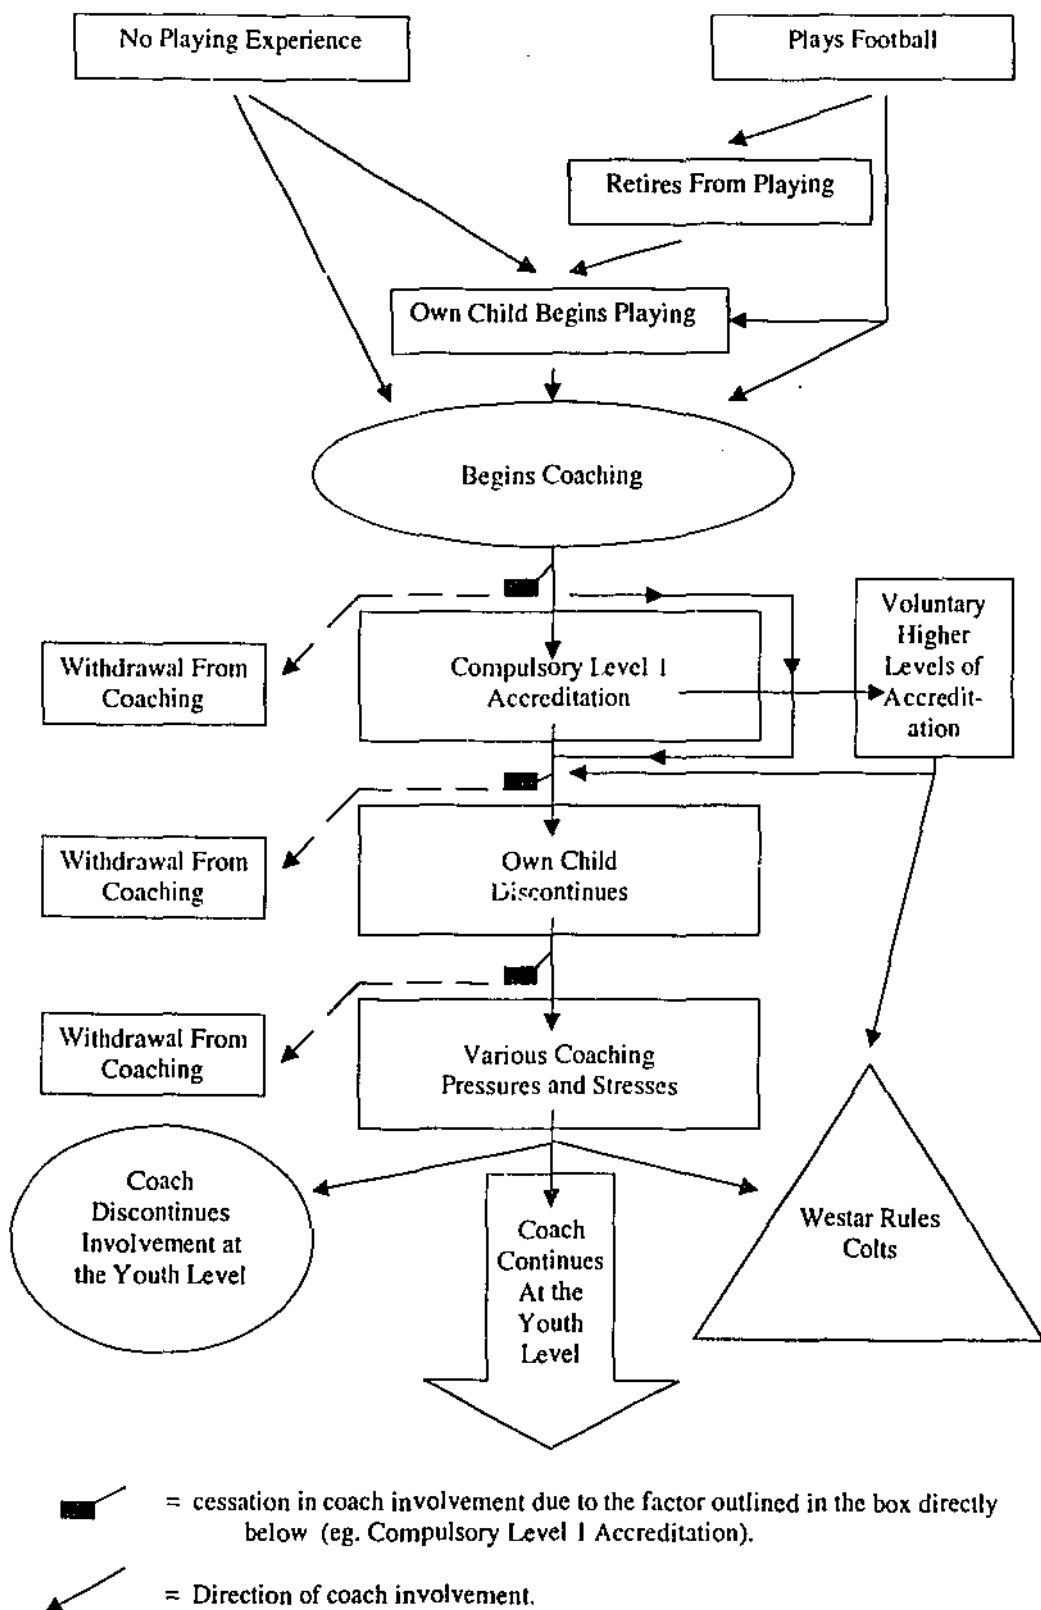 No Playing Experience
Plays Football
Retires From Playing
Own Child Begins Playing
Begins Coaching
Voluntary
Higher
Levels of
Accredit-
ation
Withdrawal From
Coaching
Compulsory Level 1
Accreditation
Withdrawal From
Coaching
Own Child
Discontinues
Withdrawal From
Coaching
Various Coaching
Pressures and Stresses
Coach
Discontinues
Involvement at
the Youth Level
Coach
Continues
At the
Youth
Level
Westar Rules
Colts
= cessation in coach involvement due to the factor outlined in the box directly
below (eg. Compulsory Level 1 Accreditation).
= Direction of coach involvement.